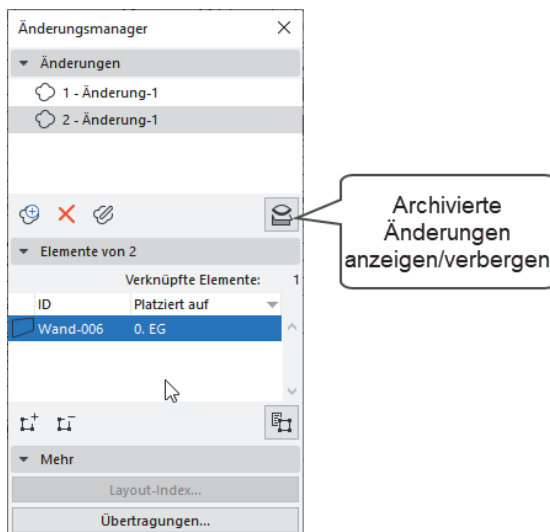 Änderungsmanager
Änderungen
1 - Änderung-1
2 - Änderung-1
Archivierte
Änderungen
anzeigen/verbergen
Elemente von 2
Verknüpfte Elemente: 1
ID Platziert auf
Wand-006 0. EG
Mehr
Layout-Index...
Übertragungen...